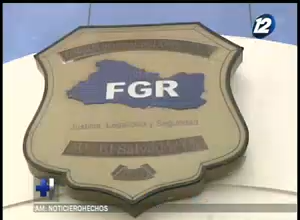 12
FGR
Justicia, Legalidad y Seguridad
El Salvador
AM. NOTICIEROHECHOS